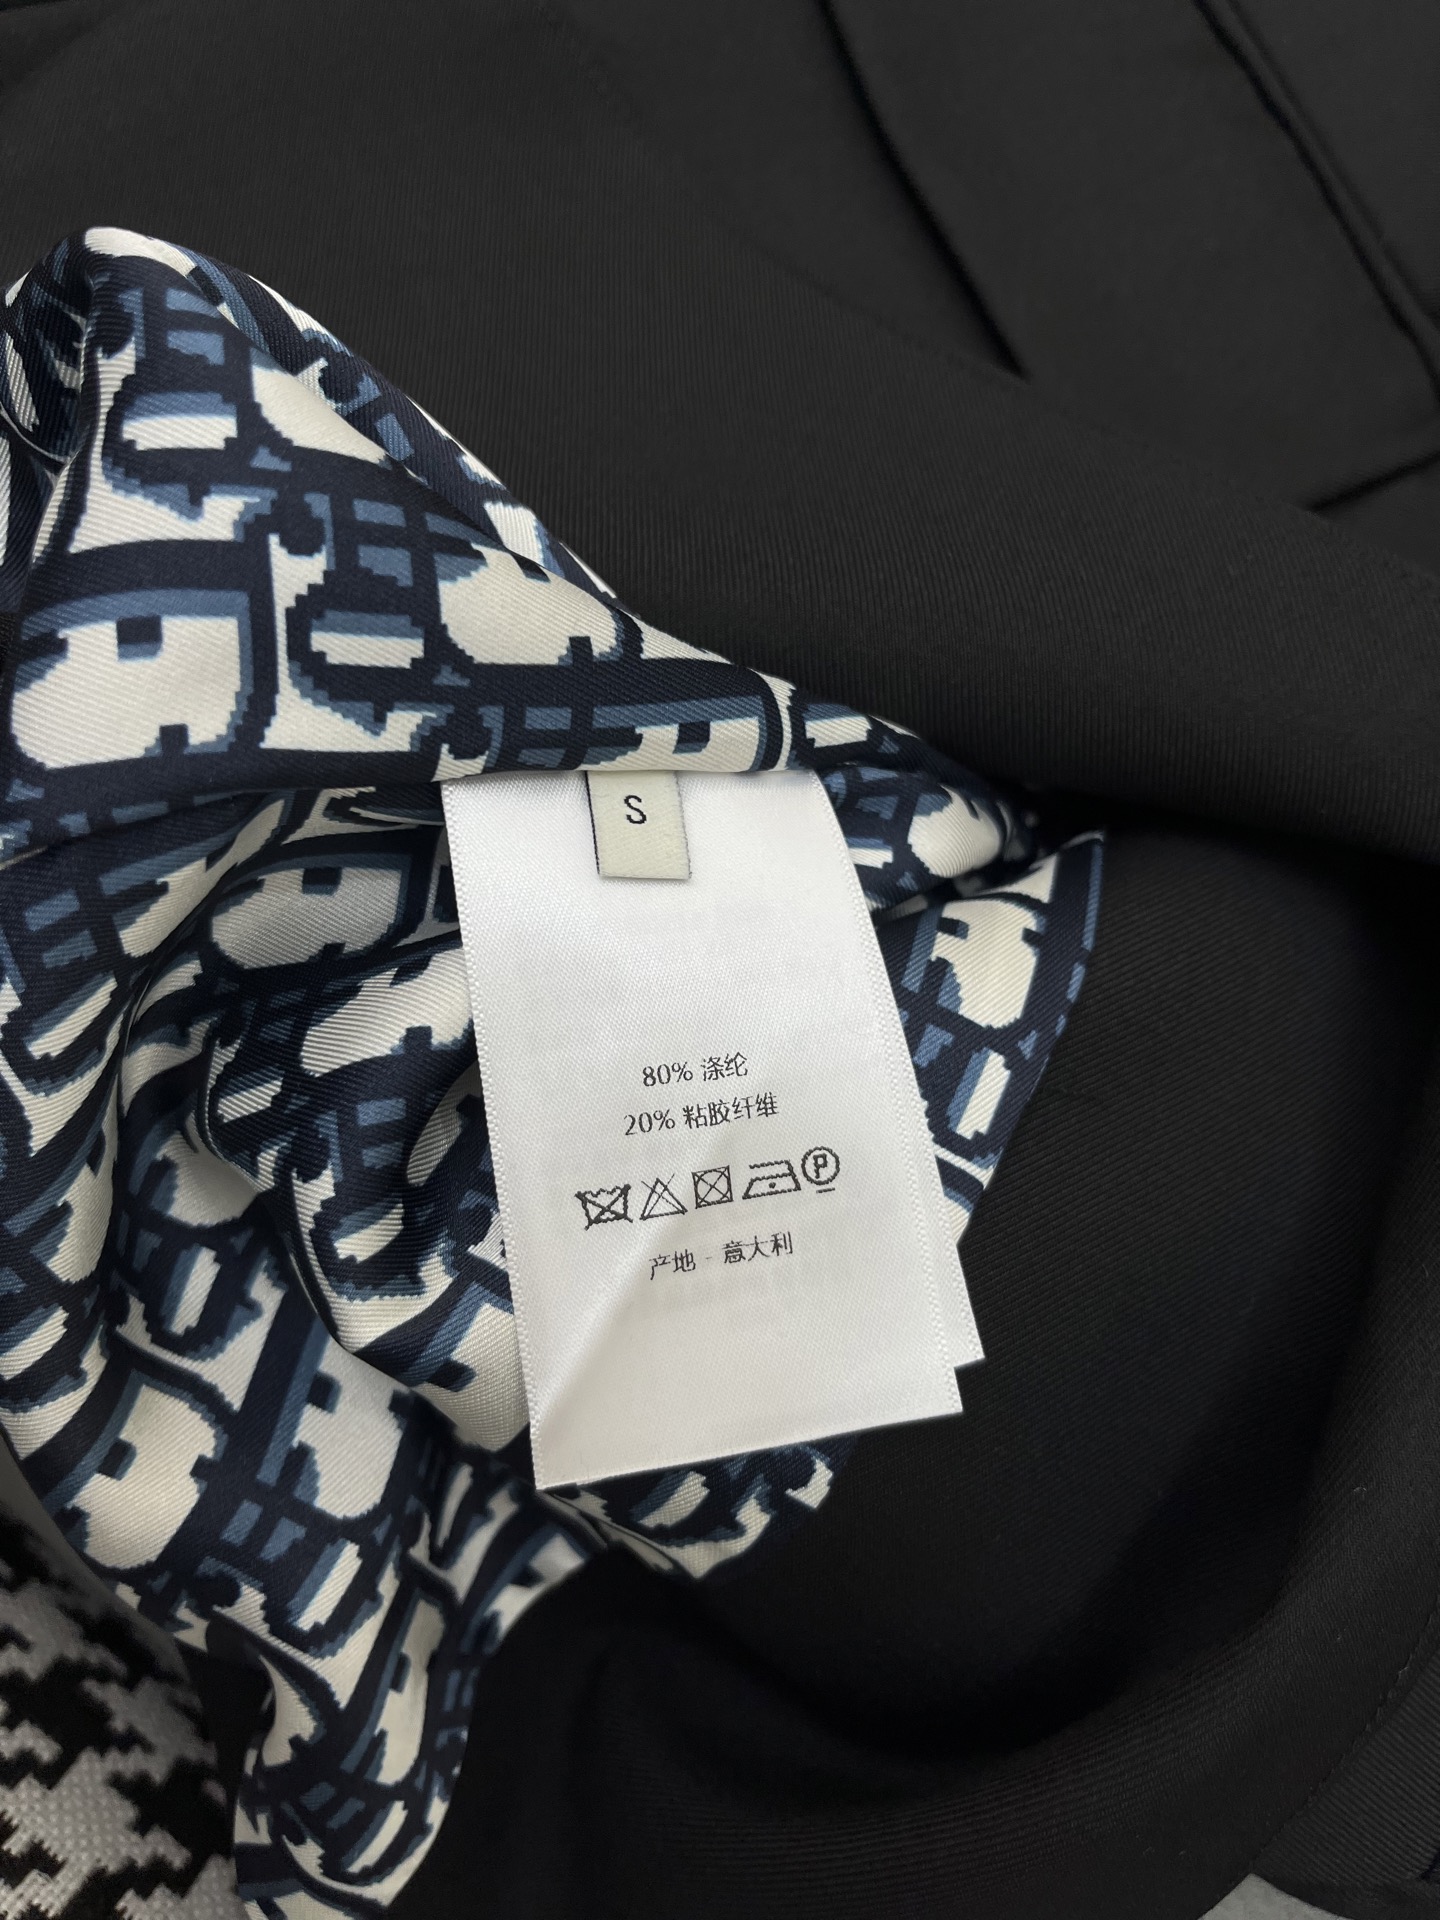 S
80% 涤纶
20% 粘胶纤维
P
产地 - 意大利